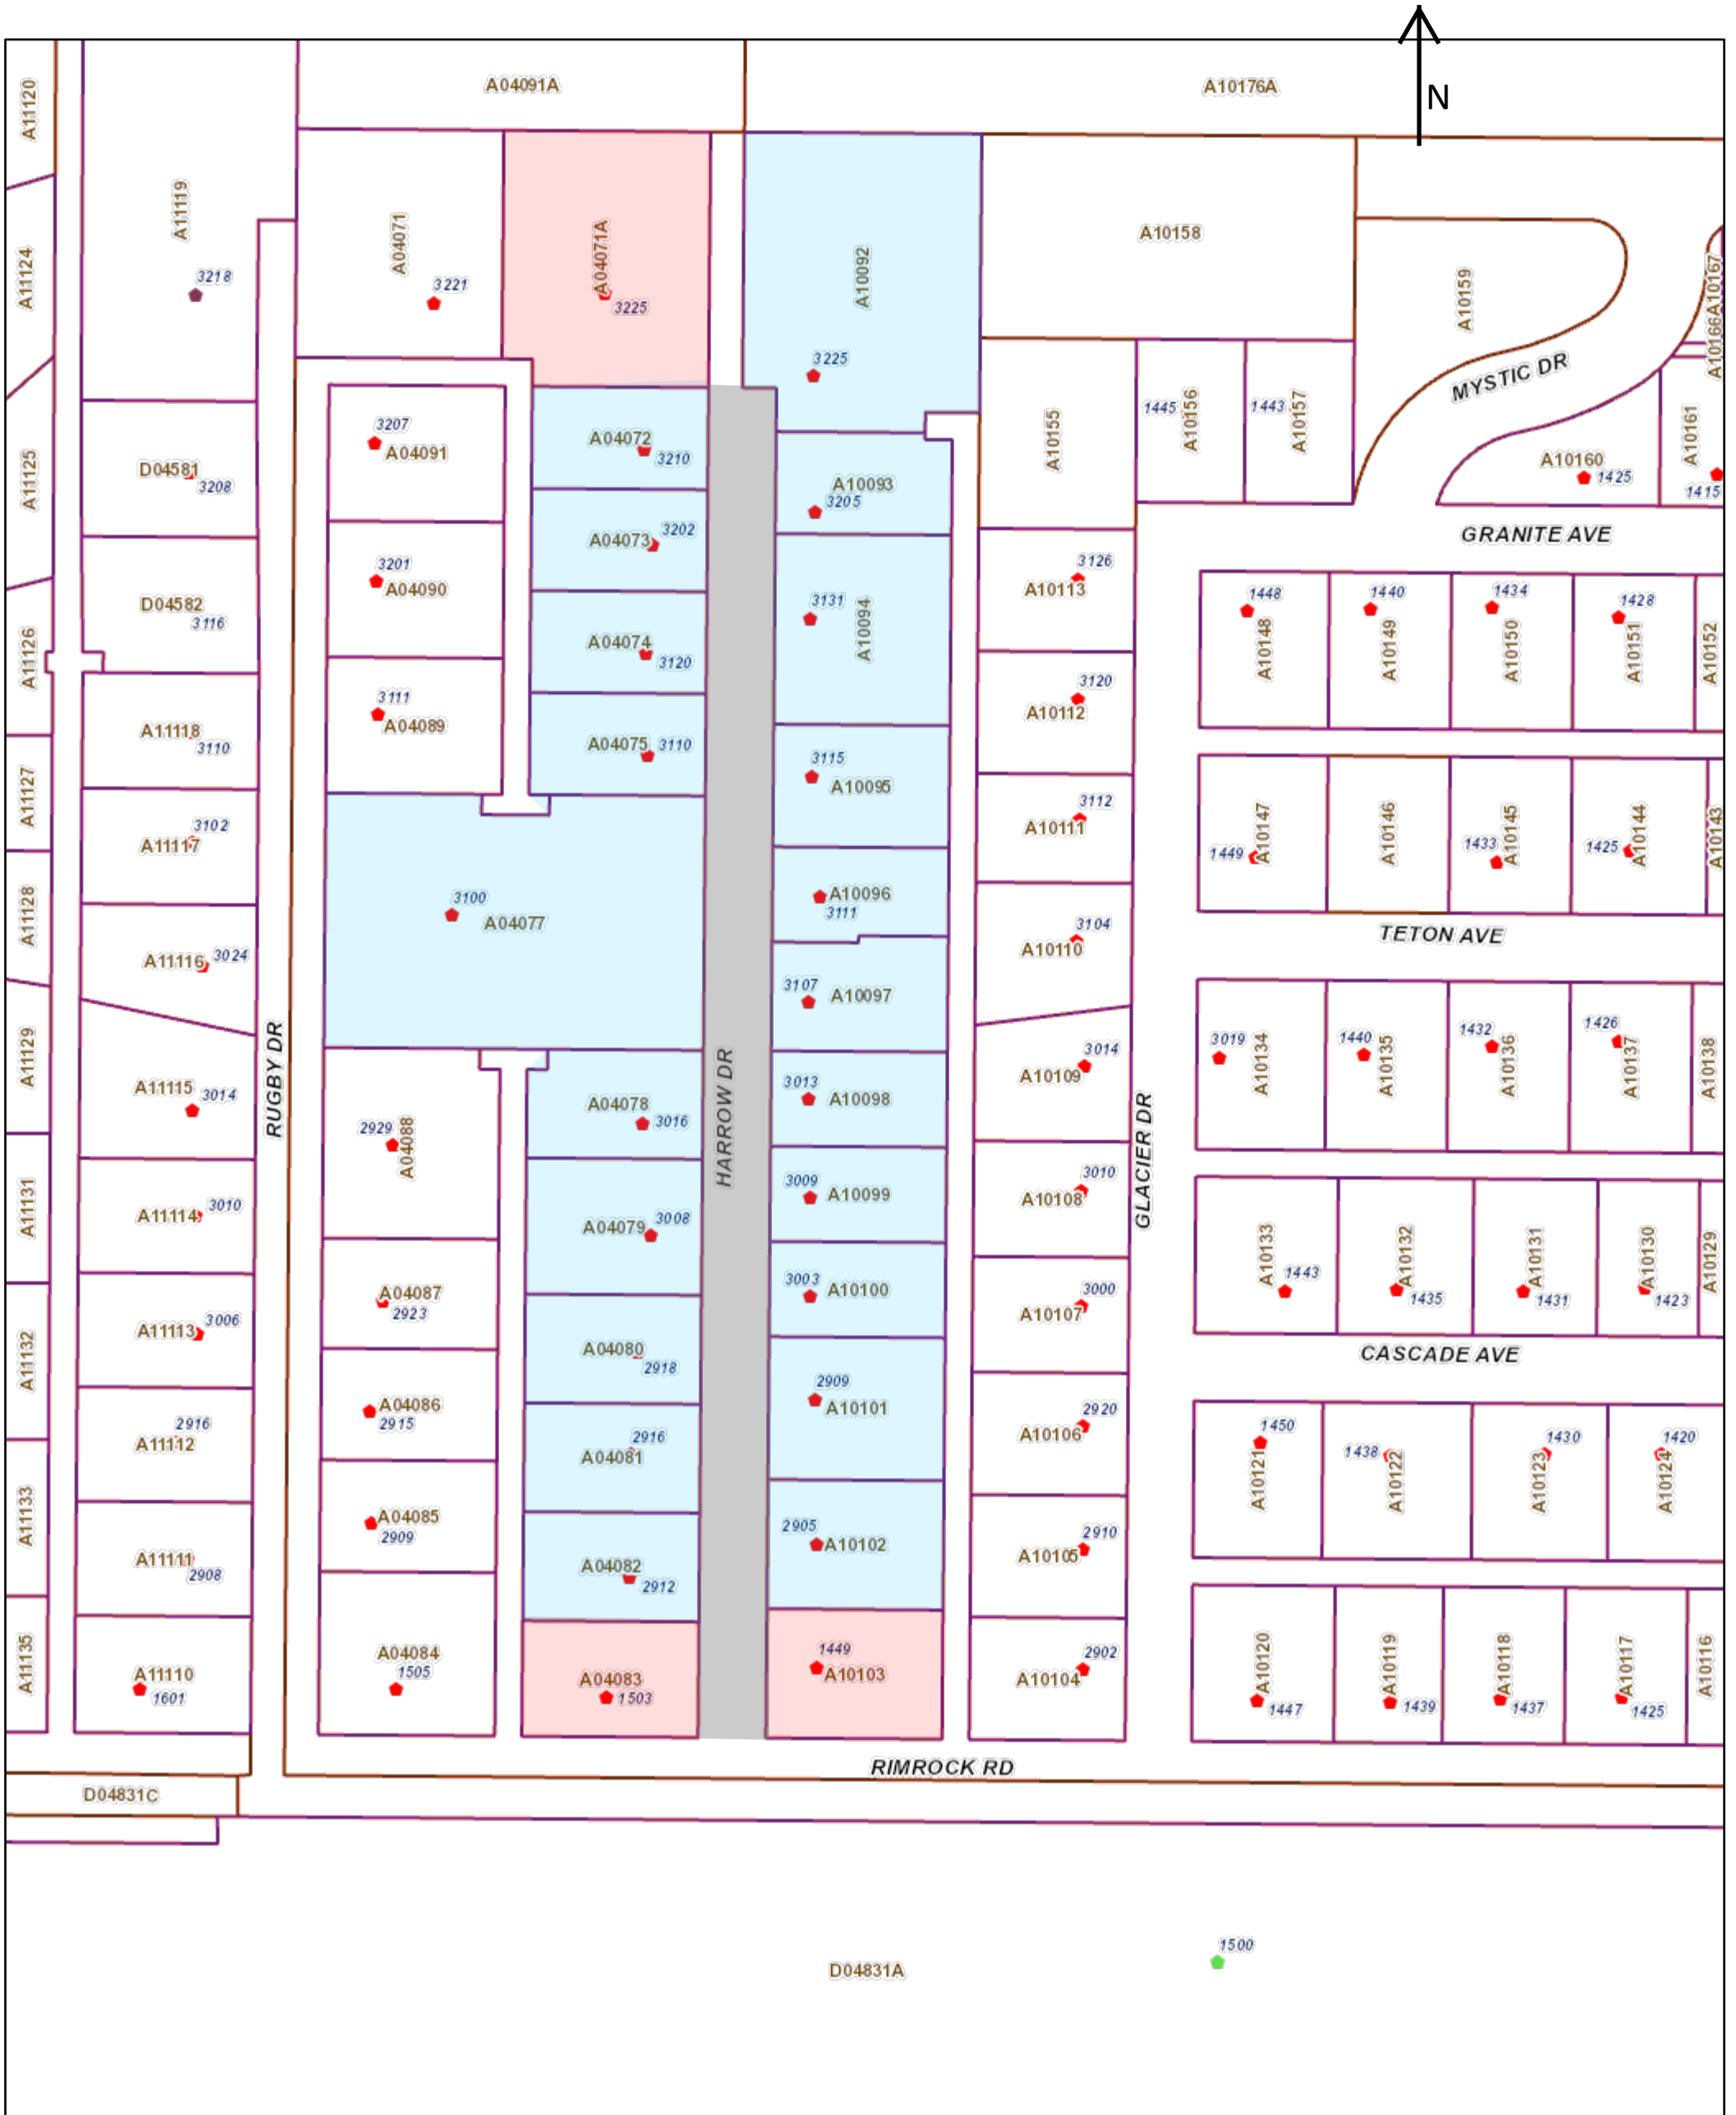 N
A11120
A04091A
A10176A
A11119
3218
A04071
3221
A04071A
3225
A10092
3225
A10158
A10159
A10167
A10166
MYSTIC DR
A11124
A10155
1445
A10156
1443
A10157
A10160
1425
A10161
1415
GRANITE AVE
A11125
D04581
3208
3207
A04091
A04072
3210
A10093
3205
A04073
3202
A11126
D04582
3116
3201
A04090
A04074
3120
3131
A10094
3126
A10113
1448
A10148
1440
A10149
1434
A10150
1428
A10151
A10152
3111
A04089
3120
A10112
A11118
3110
A04075
3110
3115
A10095
A11127
3102
A11117
3112
A10111
1449
A10147
A10146
1433
A10145
1425
A10144
A10143
TETON AVE
A11128
3100
A04077
A10096
3111
A11116
3024
3104
A10110
3107
A10097
A11129
RUGBY DR
HARROW DR
GLACIER DR
A11115
3014
2929
A04088
A04078
3016
3013
A10098
3014
A10109
3019
A10134
1440
A10135
1432
A10136
1426
A10137
A10138
A11131
A11114
3010
A04079
3008
3009
A10099
3010
A10108
A10133
1443
A10132
1435
A10131
1431
A10130
1423
A10129
CASCADE AVE
A11132
3006
A11113
A04087
2923
A04080
2918
3003
A10100
3000
A10107
2916
A11112
A04086
2915
2916
A04081
2909
A10101
2920
A10106
1450
A10121
1438
A10122
1430
A10123
1420
A10124
A11133
A11111
2908
A04085
2909
A04082
2912
2905
A10102
2910
A10105
A11135
A11110
1601
A04084
1505
A04083
1503
1449
A10103
2902
A10104
A10120
1447
A10119
1439
A10118
1437
A10117
1425
A10116
RIMROCK RD
D04831C
1500
D04831A